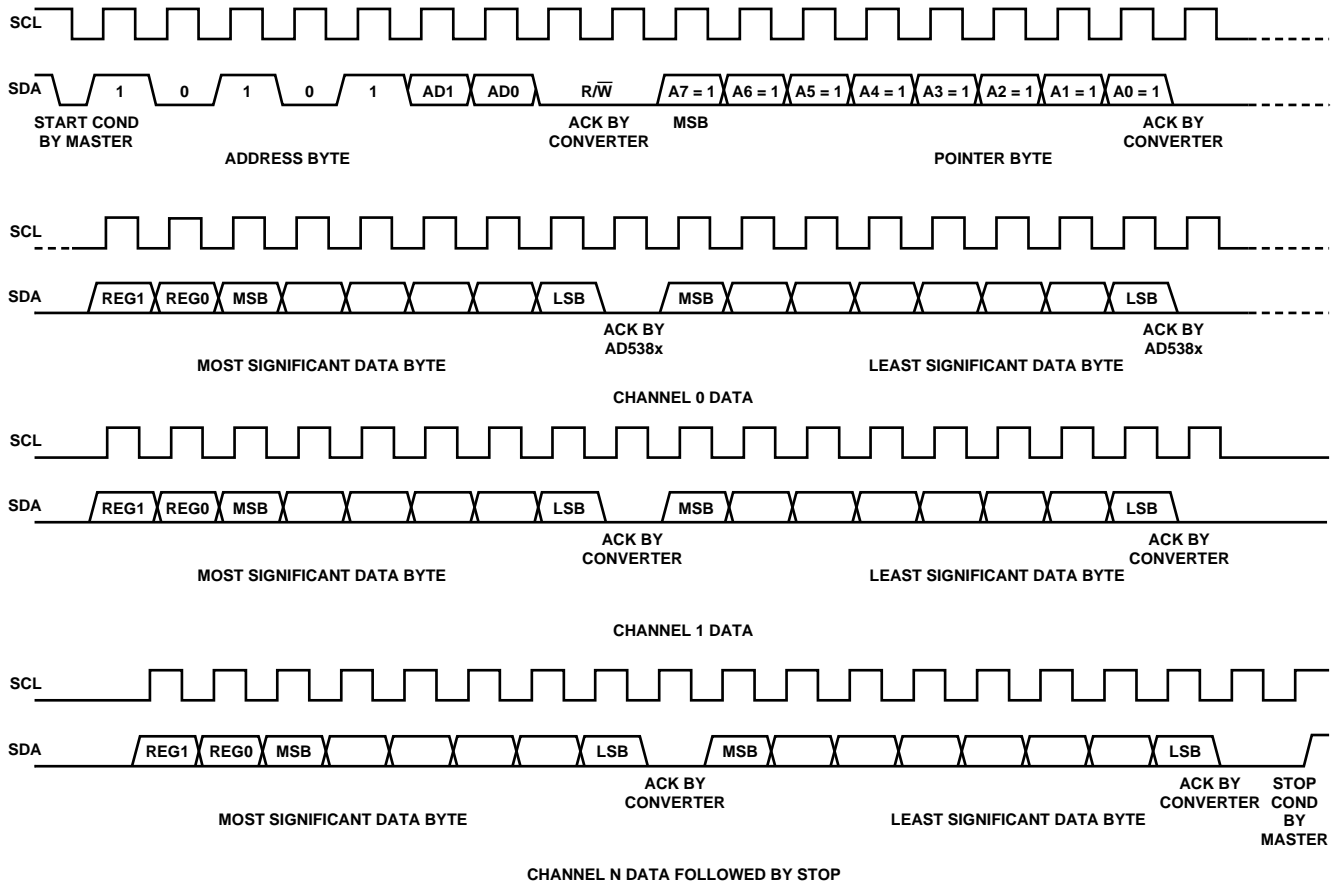 SCL
SDA 1 0 1 0 1 AD1 AD0 R/W̅ A7 = 1 A6 = 1 A5 = 1 A4 = 1 A3 = 1 A2 = 1 A1 = 1 A0 = 1
START COND BY MASTER
ADDRESS BYTE
ACK BY CONVERTER
MSB
POINTER BYTE
ACK BY CONVERTER
SCL
SDA REG1 REG0 MSB LSB MSB LSB
ACK BY AD538x
ACK BY AD538x
MOST SIGNIFICANT DATA BYTE
LEAST SIGNIFICANT DATA BYTE
CHANNEL 0 DATA
SCL
SDA REG1 REG0 MSB LSB MSB LSB
ACK BY CONVERTER
ACK BY CONVERTER
MOST SIGNIFICANT DATA BYTE
LEAST SIGNIFICANT DATA BYTE
CHANNEL 1 DATA
SCL
SDA REG1 REG0 MSB LSB MSB LSB
ACK BY CONVERTER
ACK BY CONVERTER
STOP COND BY MASTER
MOST SIGNIFICANT DATA BYTE
LEAST SIGNIFICANT DATA BYTE
CHANNEL N DATA FOLLOWED BY STOP